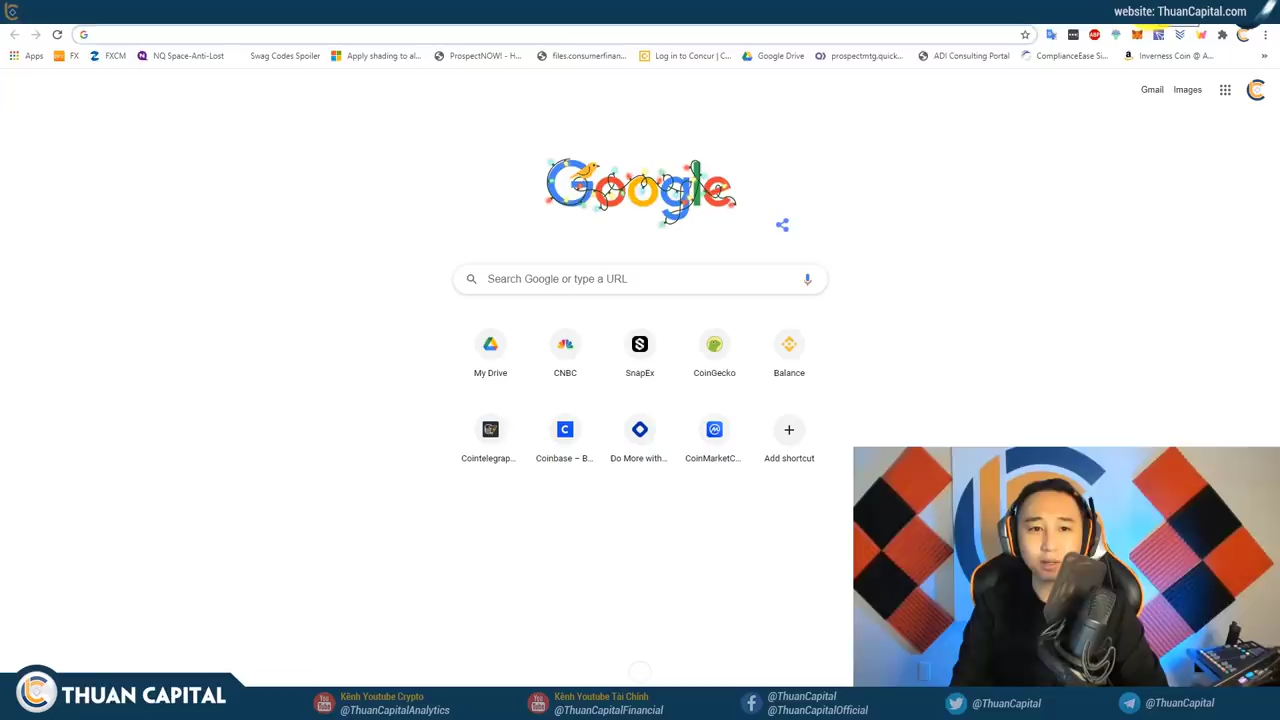 website: ThuanCapital.com
Apps
FX
FXCM
NQ Space-Anti-Lost
Swag Codes Spoiler
Apply shading to al...
ProspectNOW! - H...
files.consumerfinan...
Log in to Concur | C...
Google Drive
prospectmtg.quick...
ADI Consulting Portal
ComplianceEase Si...
Inverness Coin @ A...
Gmail
Images
Google
Search Google or type a URL
My Drive
CNBC
SnapEx
CoinGecko
Balance
Cointelegrap...
Coinbase – B...
Do More with...
CoinMarketC...
Add shortcut
THUAN CAPITAL
Kênh Youtube Crypto
@ThuanCapitalAnalytics
Kênh Youtube Tài Chính
@ThuanCapitalFinancial
@ThuanCapital
@ThuanCapitalOfficial
@ThuanCapital
@ThuanCapital